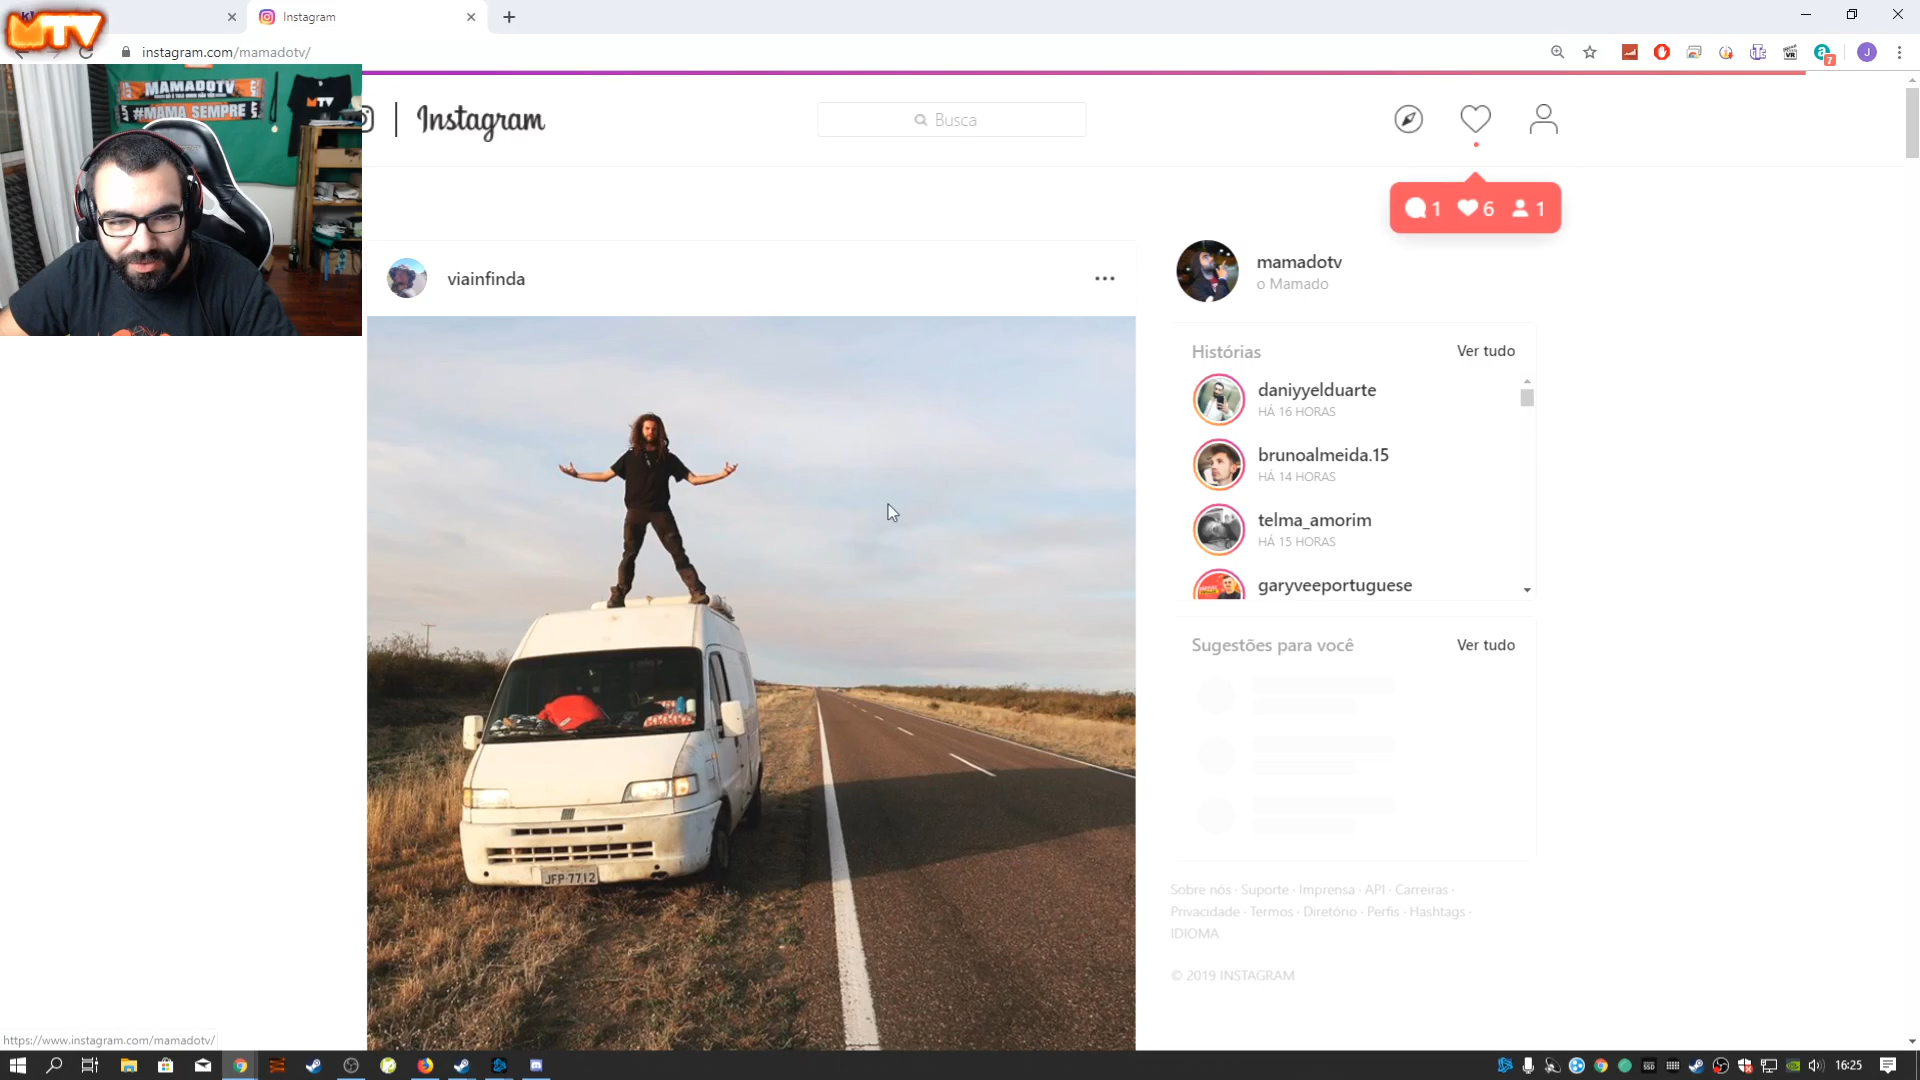 MTV
Instagram
instagram.com/mamadotv/
7
J
MAMADOTV
#MAMA SEMPRE
MTV
Instagram
Busca
1 6 1
viainfinda
mamadotv
o Mamado
Histórias Ver tudo
daniyyelduarte
HÁ 16 HORAS
brunoalmeida.15
HÁ 14 HORAS
telma_amorim
HÁ 15 HORAS
garyveeportuguese
Sugestões para você Ver tudo
JFP 7712
Sobre nós · Suporte · Imprensa · API · Carreiras ·
Privacidade · Termos · Diretório · Perfis · Hashtags ·
IDIOMA
© 2019 INSTAGRAM
https://www.instagram.com/mamadotv/
16:25